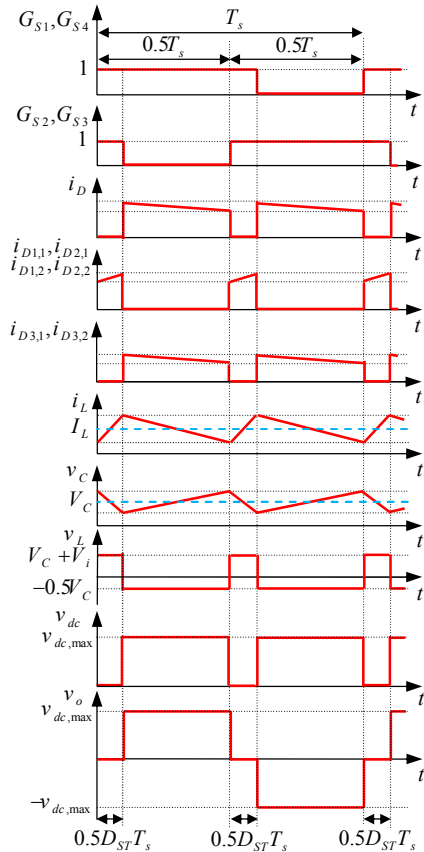 G_{S1}, G_{S4}
T_s
0.5T_s 0.5T_s
1
t
G_{S2}, G_{S3}
1
t
i_D
t
i_{D1,1}, i_{D2,1}
i_{D1,2}, i_{D2,2}
t
i_{D3,1}, i_{D3,2}
t
i_L
I_L
t
v_C
V_C
t
v_L
V_C + V_i
t
−0.5V_C
v_{dc}
v_{dc,max}
t
v_o
v_{dc,max}
t
−v_{dc,max}
0.5D_{ST}T_s 0.5D_{ST}T_s 0.5D_{ST}T_s